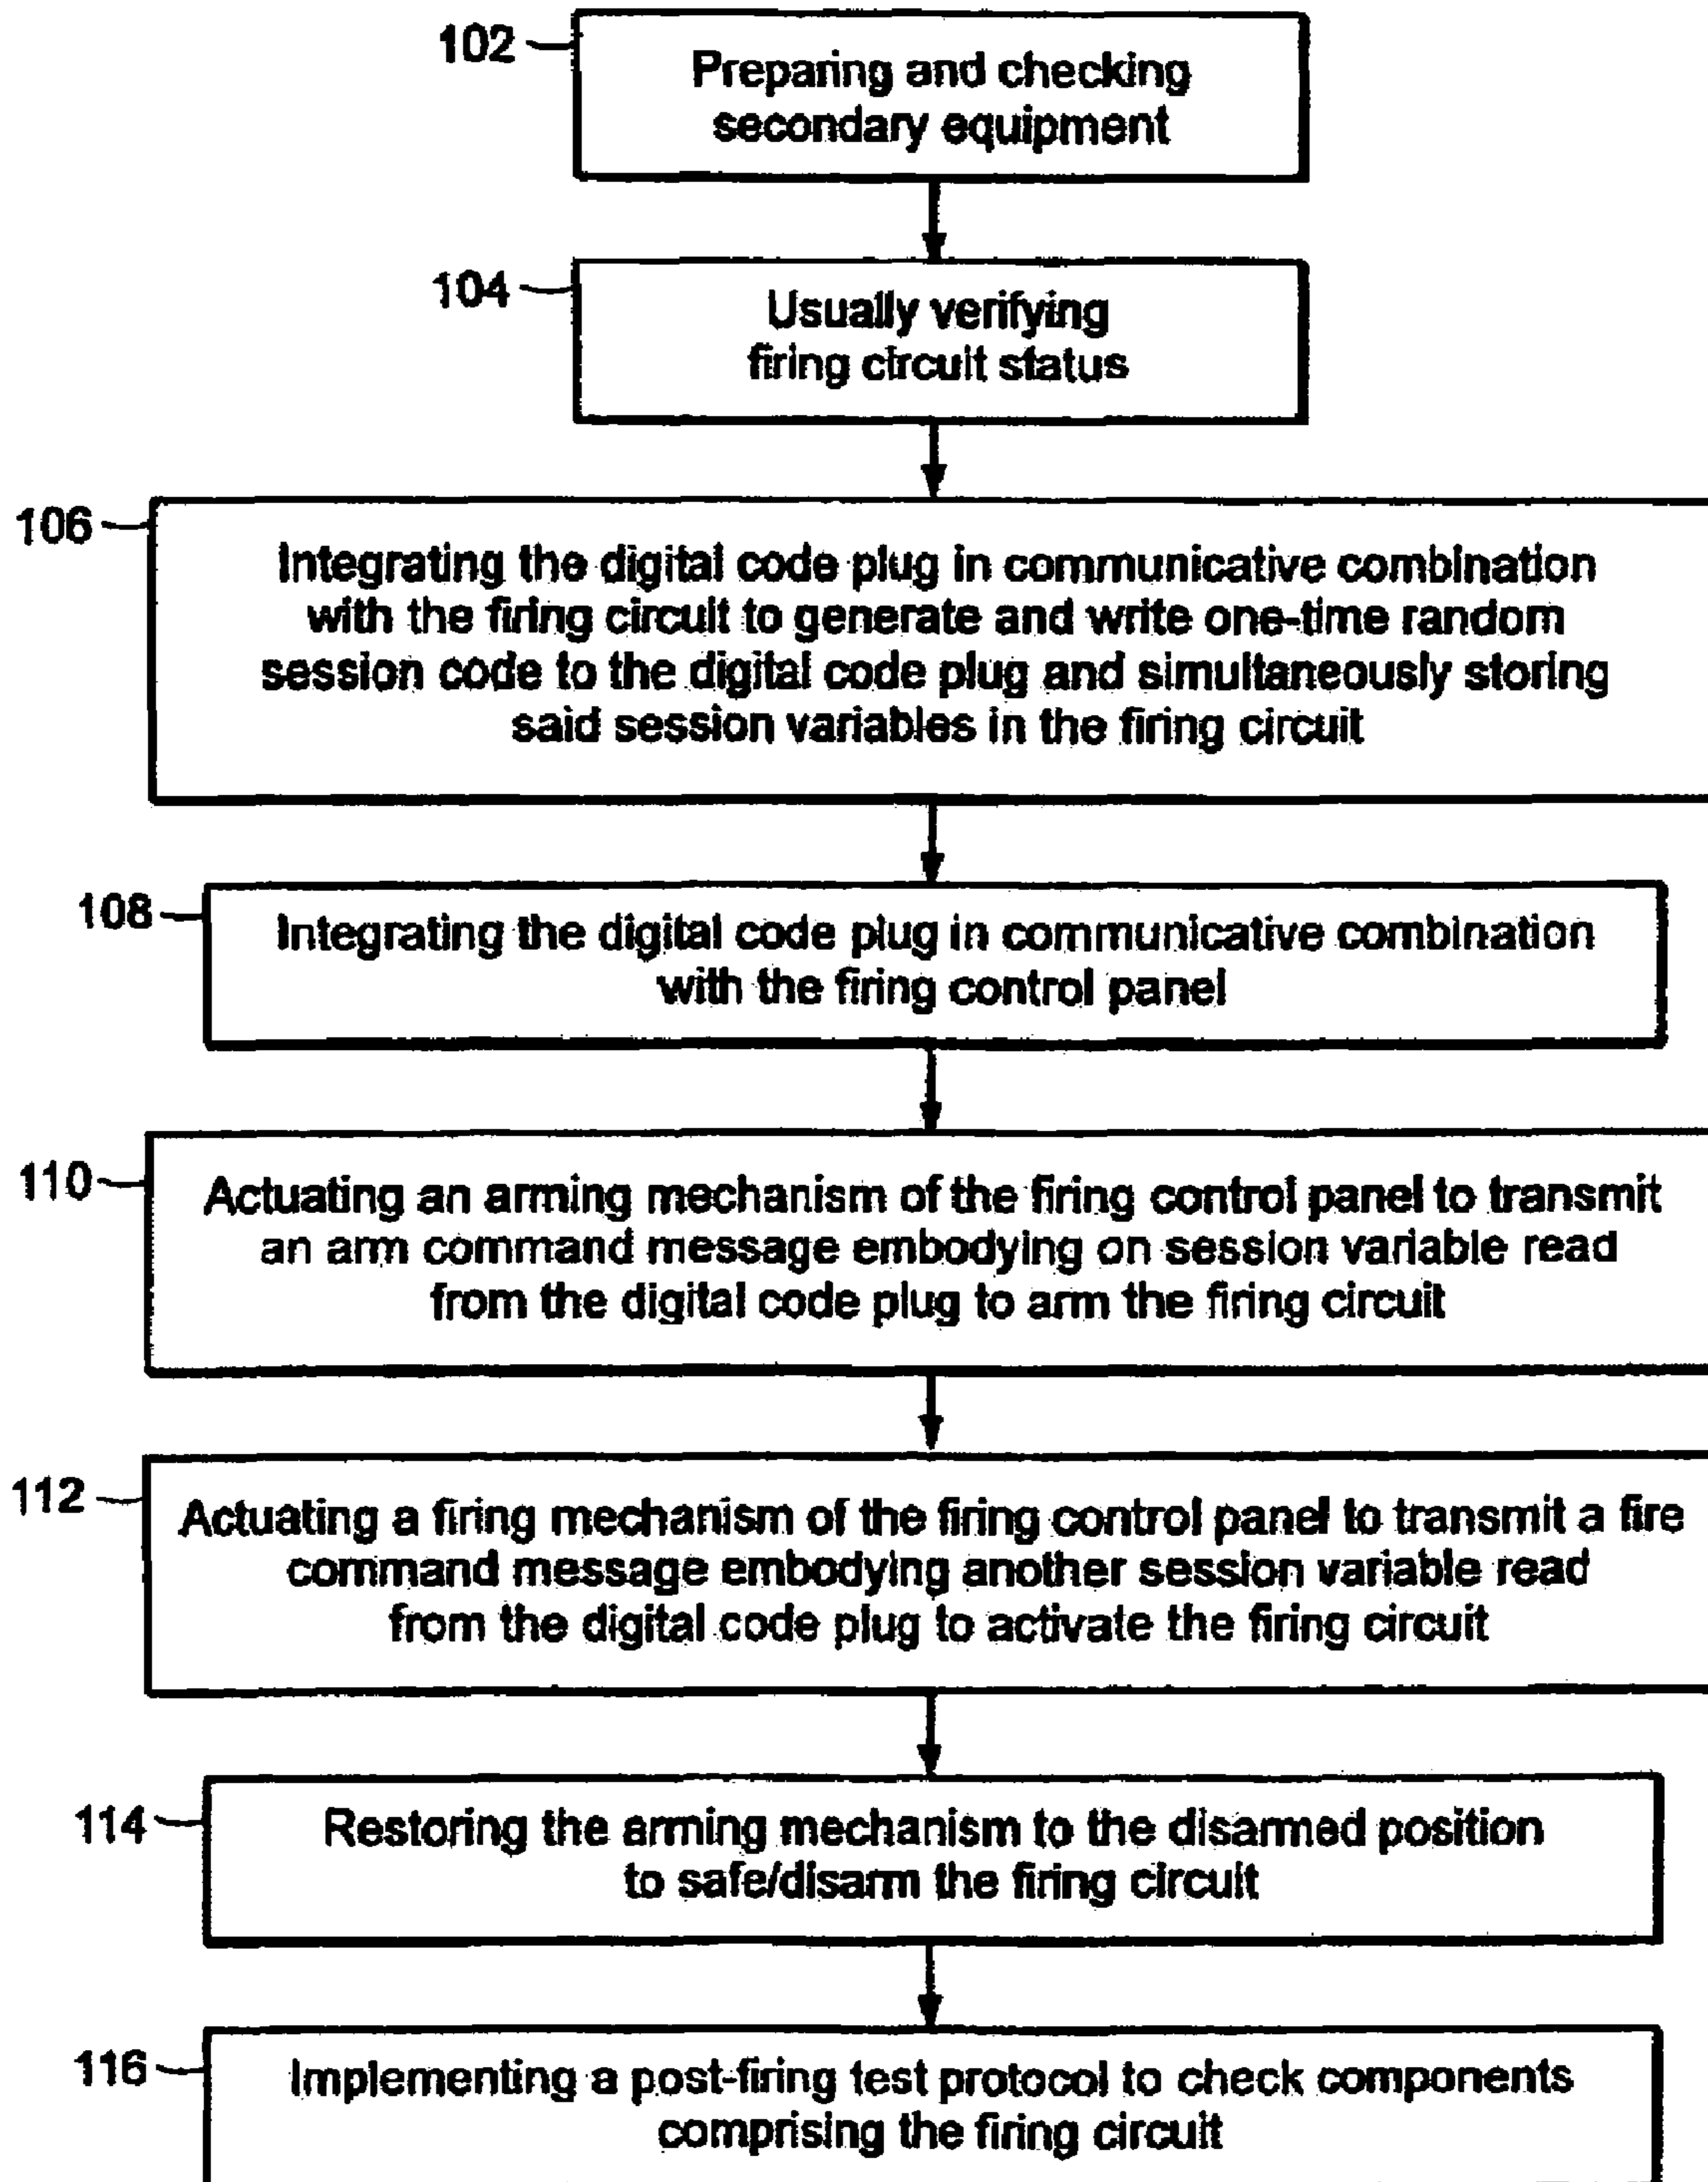 102
Preparing and checking
secondary equipment
104
Usually verifying
firing circuit status
106
Integrating the digital code plug in communicative combination
with the firing circuit to generate and write one-time random
session code to the digital code plug and simultaneously storing
said session variables in the firing circuit
108
Integrating the digital code plug in communicative combination
with the firing control panel
110
Actuating an arming mechanism of the firing control panel to transmit
an arm command message embodying on session variable read
from the digital code plug to arm the firing circuit
112
Actuating a firing mechanism of the firing control panel to transmit a fire
command message embodying another session variable read
from the digital code plug to activate the firing circuit
114
Restoring the arming mechanism to the disarmed position
to safe/disarm the firing circuit
116
Implementing a post-firing test protocol to check components
comprising the firing circuit